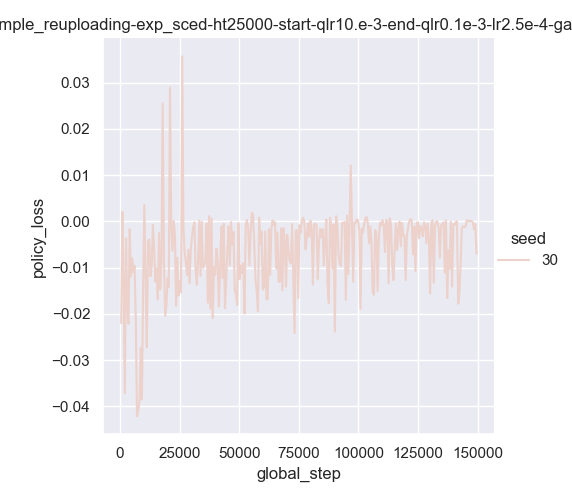 mple_reuploading-exp_sced-ht25000-start-qlr10.e-3-end-qlr0.1e-3-lr2.5e-4-ga
0.03
0.02
0.01
0.00
−0.01
−0.02
−0.03
−0.04
policy_loss
0 25000 50000 75000 100000 125000 150000
global_step
seed
30